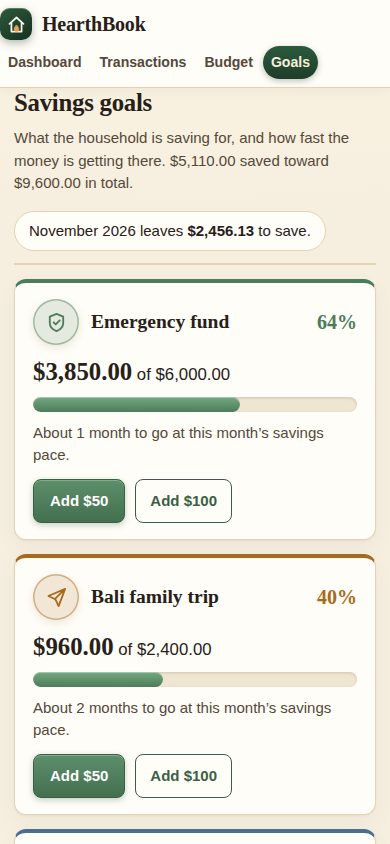 HearthBook
Dashboard Transactions Budget Goals
Savings goals
What the household is saving for, and how fast the
money is getting there. $5,110.00 saved toward
$9,600.00 in total.
November 2026 leaves $2,456.13 to save.
Emergency fund 64%
$3,850.00 of $6,000.00
About 1 month to go at this month’s savings
pace.
Add $50 Add $100
Bali family trip 40%
$960.00 of $2,400.00
About 2 months to go at this month’s savings
pace.
Add $50 Add $100